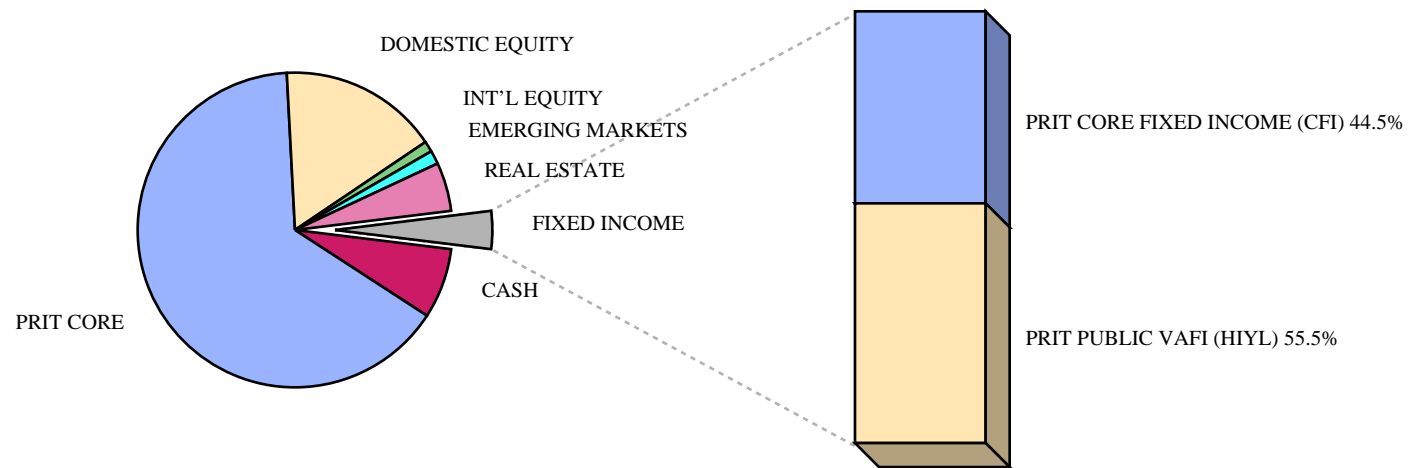 DOMESTIC EQUITY
INT'L EQUITY
EMERGING MARKETS
REAL ESTATE
FIXED INCOME
CASH
PRIT CORE
PRIT CORE FIXED INCOME (CFI) 44.5%
PRIT PUBLIC VAFI (HIYL) 55.5%